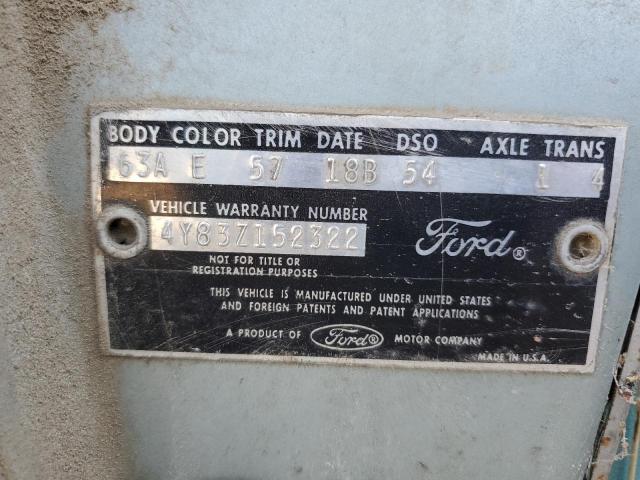 BODY COLOR TRIM DATE DSO AXLE TRANS
63A E 57 18B 54 1 4
VEHICLE WARRANTY NUMBER
4Y83Z152322
Ford®
NOT FOR TITLE OR
REGISTRATION PURPOSES
THIS VEHICLE IS MANUFACTURED UNDER UNITED STATES
AND FOREIGN PATENTS AND PATENT APPLICATIONS
A PRODUCT OF Ford® MOTOR COMPANY
MADE IN U.S.A.